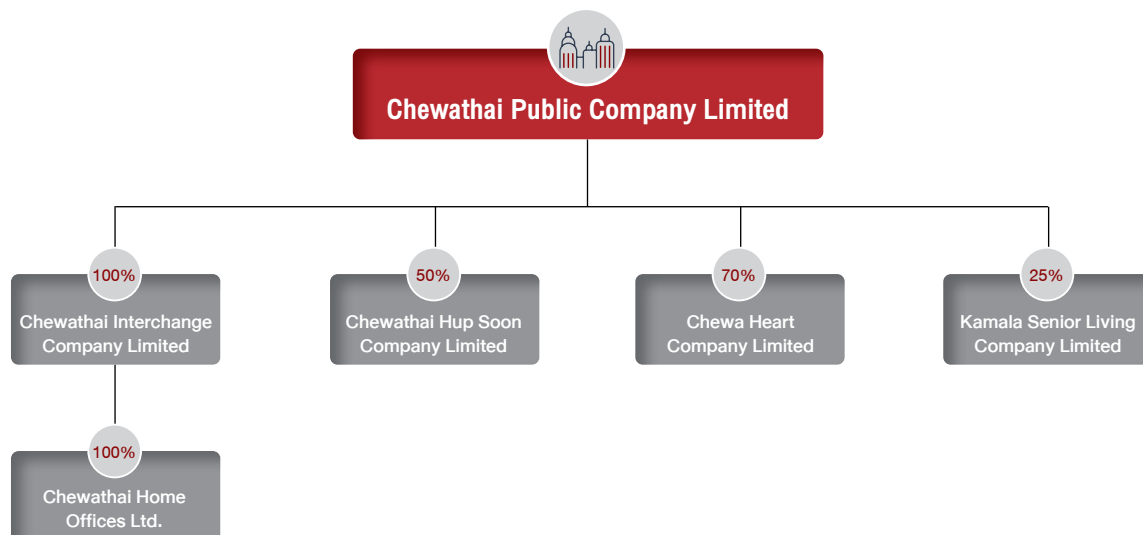 Chewathai Public Company Limited
100%
Chewathai Interchange
Company Limited
50%
Chewathai Hup Soon
Company Limited
70%
Chewa Heart
Company Limited
25%
Kamala Senior Living
Company Limited
100%
Chewathai Home
Offices Ltd.